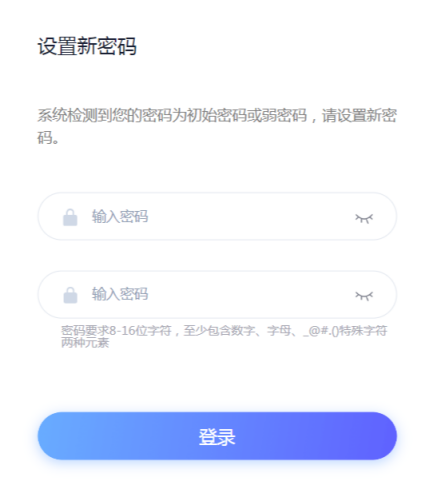 设置新密码
系统检测到您的密码为初始密码或弱密码，请设置新密
码。
输入密码
输入密码
密码要求8-16位字符，至少包含数字、字母、_@#.()特殊字符
两种元素
登录